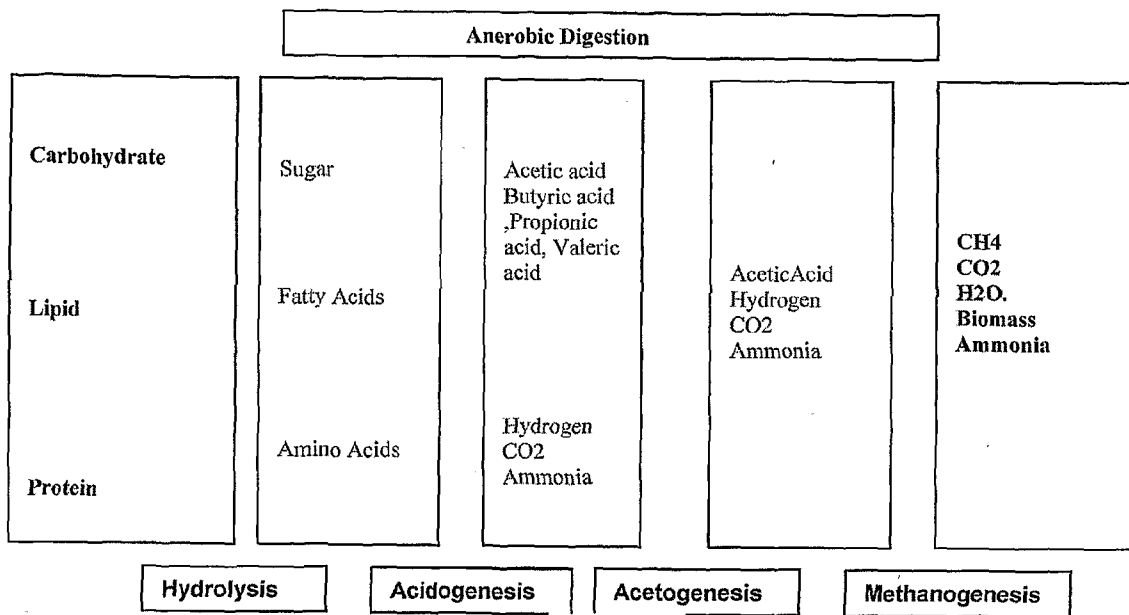 Anerobic Digestion
Carbohydrate
Lipid
Protein
Sugar
Fatty Acids
Amino Acids
Acetic acid
Butyric acid
,Propionic
acid, Valeric
acid
Hydrogen
CO2
Ammonia
AceticAcid
Hydrogen
CO2
Ammonia
CH4
CO2
H2O.
Biomass
Ammonia
Hydrolysis
Acidogenesis
Acetogenesis
Methanogenesis